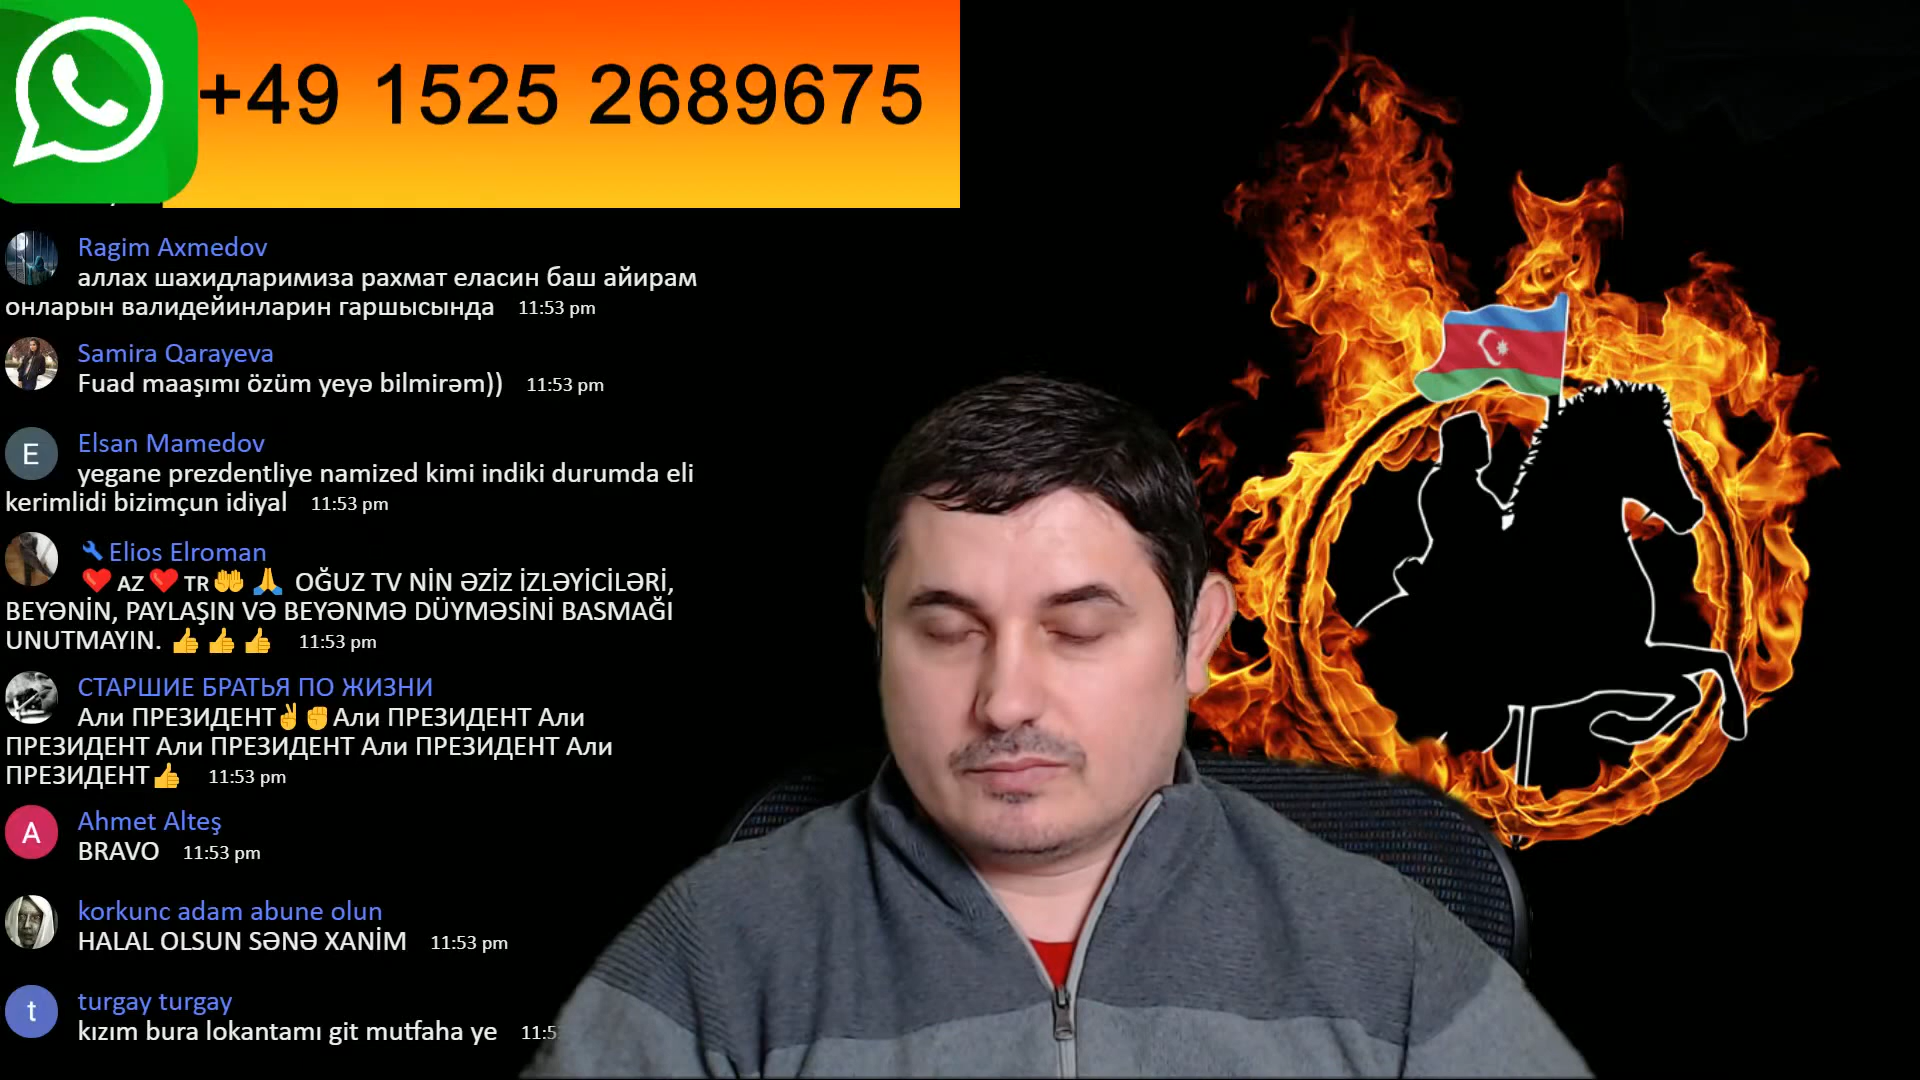 +49 1525 2689675
Ragim Axmedov
аллах шахидларимиза рахмат еласин баш айирам
онларын валидейинларин гаршысында 11:53 pm
Samira Qarayeva
Fuad maaşımı özüm yeyə bilmirəm)) 11:53 pm
E
Elsan Mamedov
yegane prezdentliye namized kimi indiki durumda eli
kerimlidi bizimçun idiyal 11:53 pm
Elios Elroman
❤️ AZ ❤️ TR 🤲 🙏 OĞUZ TV NİN ƏZİZ İZLƏYİCİLƏRİ,
BEYƏNİN, PAYLAŞIN VƏ BEYƏNMƏ DÜYMƏSİNİ BASMAĞI
UNUTMAYIN. 👍 👍 👍 11:53 pm
СТАРШИЕ БРАТЬЯ ПО ЖИЗНИ
Али ПРЕЗИДЕНТ✌️✊Али ПРЕЗИДЕНТ Али
ПРЕЗИДЕНТ Али ПРЕЗИДЕНТ Али ПРЕЗИДЕНТ Али
ПРЕЗИДЕНТ👍 11:53 pm
A
Ahmet Alteş
BRAVO 11:53 pm
korkunc adam abune olun
HALAL OLSUN SƏNƏ XANİM 11:53 pm
t
turgay turgay
kızım bura lokantamı git mutfaha ye 11:5